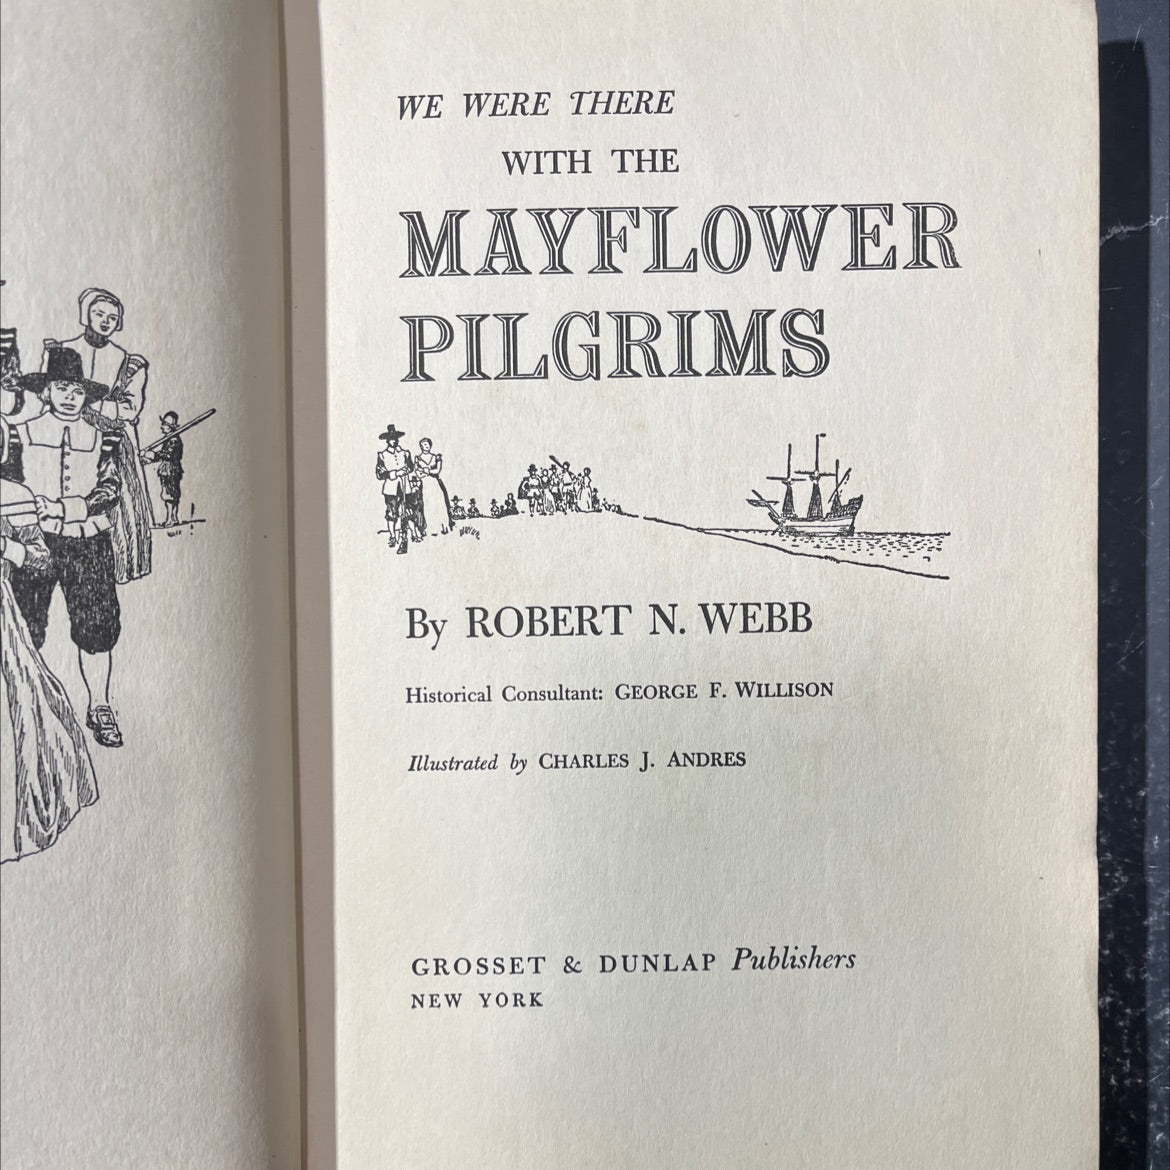 WE WERE THERE
WITH THE
MAYFLOWER
PILGRIMS
By ROBERT N. WEBB
Historical Consultant: GEORGE F. WILLISON
Illustrated by CHARLES J. ANDRES
GROSSET & DUNLAP Publishers
NEW YORK